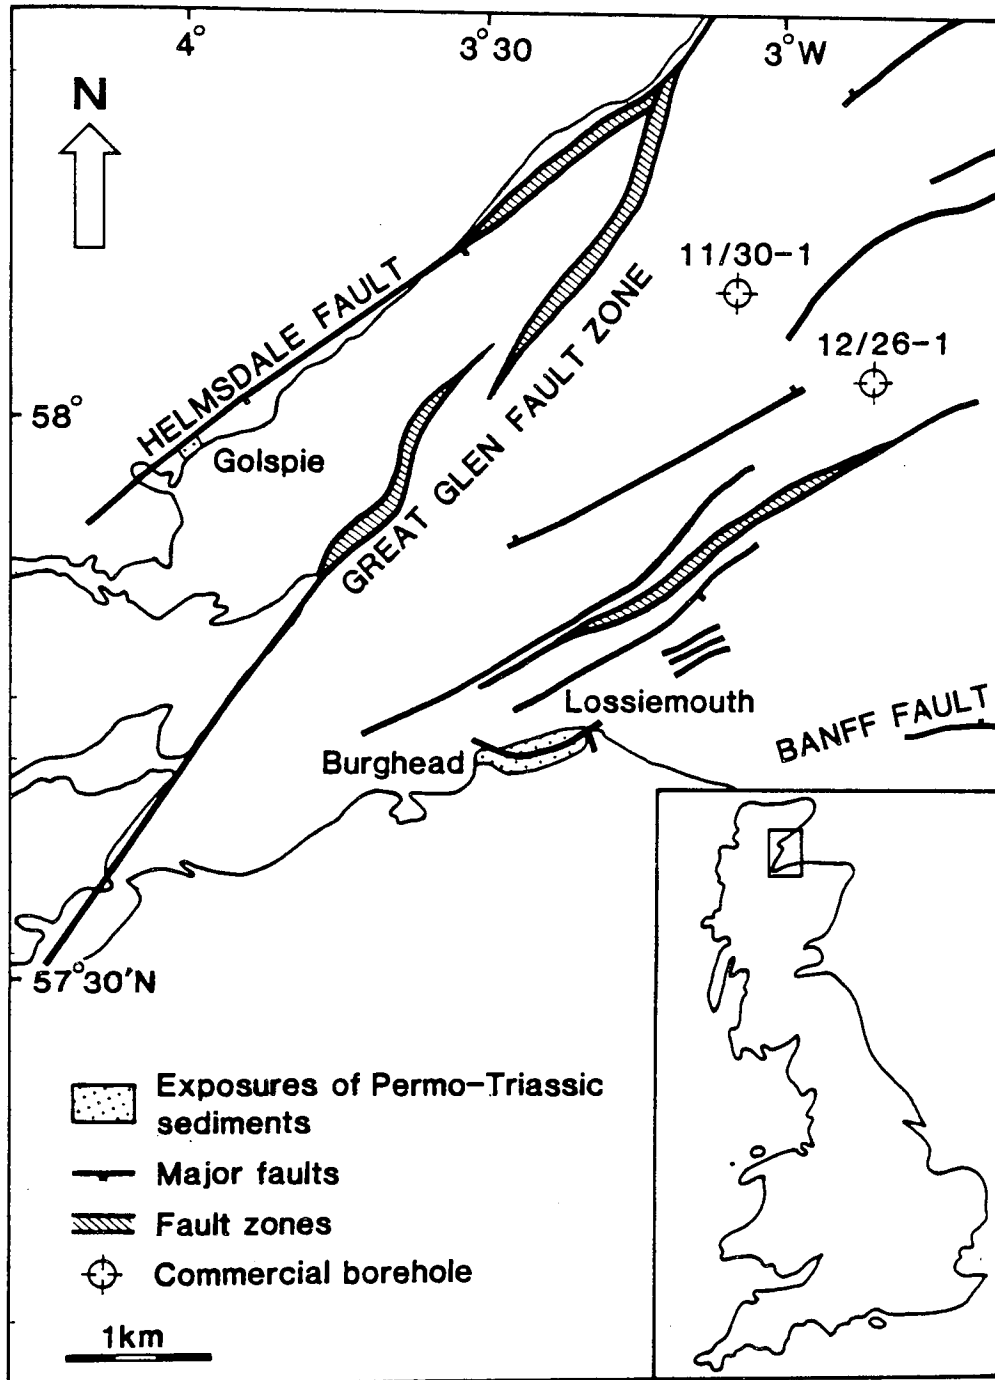 4°
3°30
3°W
N
11/30-1
HELMSDALE FAULT
12/26-1
GREAT GLEN FAULT ZONE
58°
Golspie
Lossiemouth
BANFF FAULT
Burghead
57°30'N
Exposures of Permo-Triassic
sediments
Major faults
Fault zones
Commercial borehole
1km